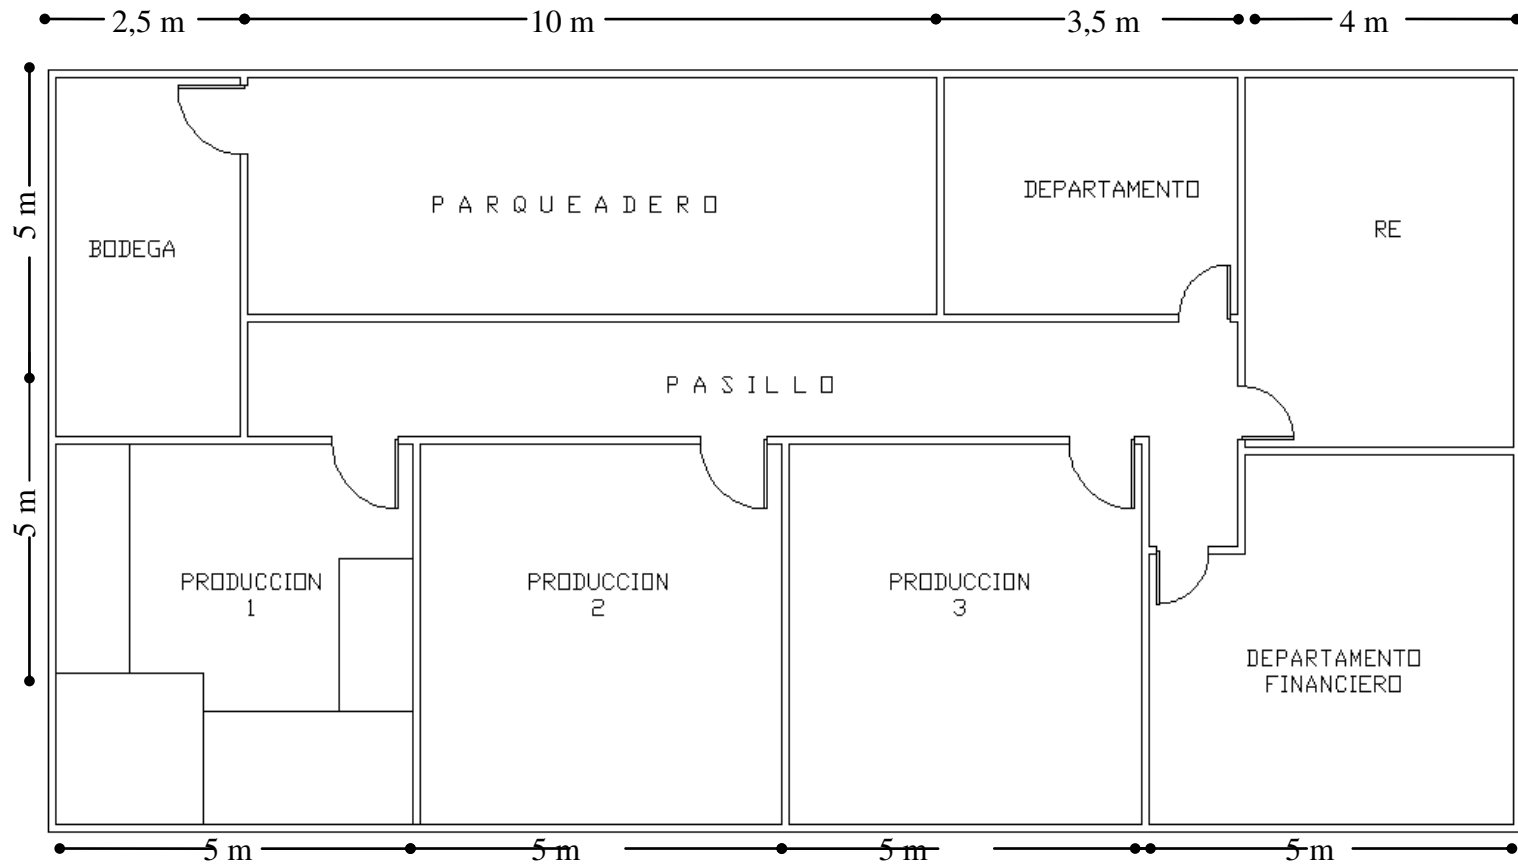 2,5 m
10 m
3,5 m
4 m
5 m
BODEGA
PARQUEADERO
DEPARTAMENTO
RE
PASILLO
5 m
PRODUCCION
1
PRODUCCION
2
PRODUCCION
3
DEPARTAMENTO
FINANCIERO
5 m
5 m
5 m
5 m